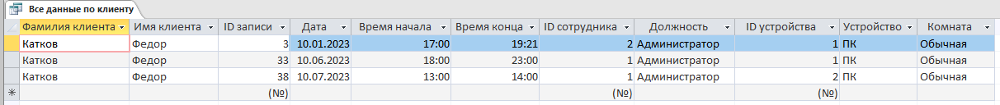 Все данные по клиенту
Фамилия клиента Имя клиента ID записи Дата Время начала Время конца ID сотрудника Должность ID устройства Устройство Комната
Катков Федор 3 10.01.2023 17:00 19:21 2 Администратор 1 ПК Обычная
Катков Федор 33 10.06.2023 18:00 23:00 1 Администратор 1 ПК Обычная
Катков Федор 38 10.07.2023 13:00 14:00 1 Администратор 2 ПК Обычная
* (№) (№) (№)